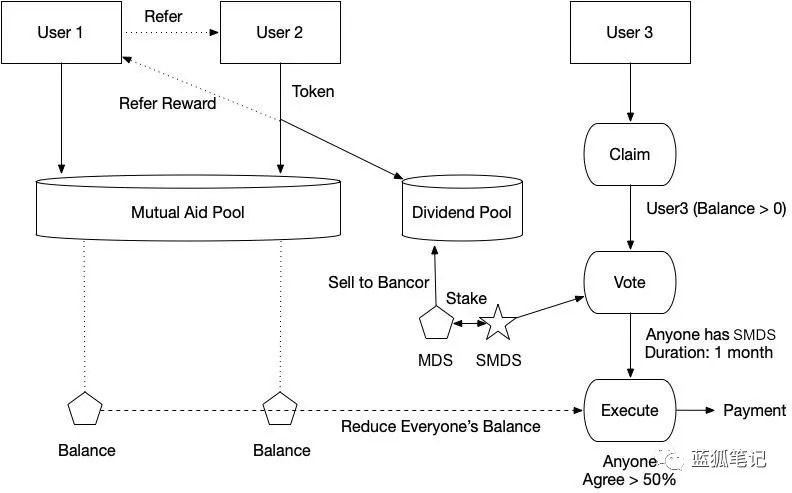 User 1
Refer
User 2
User 3
Refer Reward
Token
Claim
Mutual Aid Pool
Dividend Pool
User3 (Balance > 0)
Sell to Bancor
Stake
Vote
MDS
SMDS
Anyone has SMDS
Duration: 1 month
Balance
Balance
Reduce Everyone's Balance
Execute
Payment
Anyone
Agree > 50%
蓝狐笔记